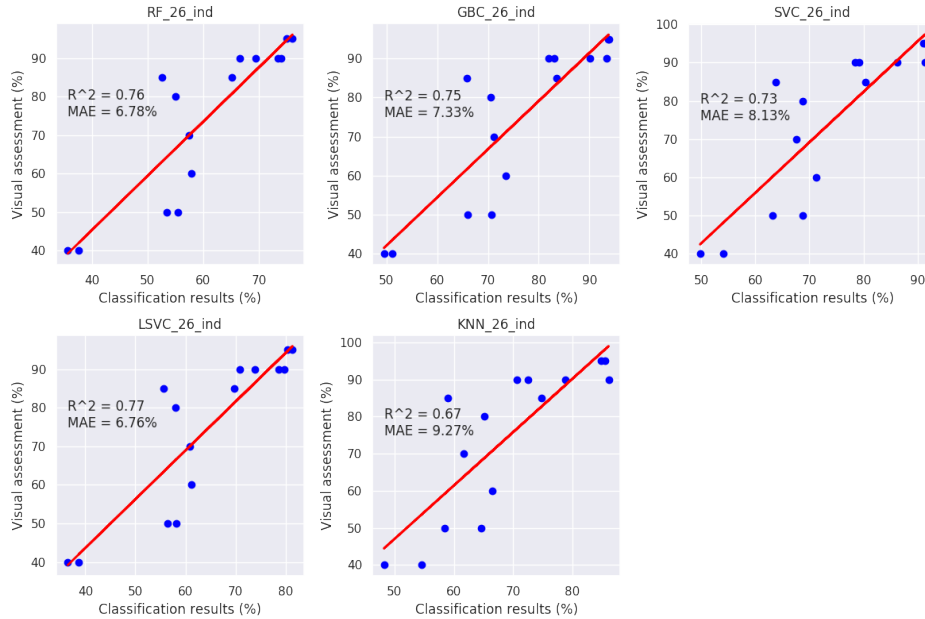 RF_26_ind
Visual assessment (%)
90
80
70
60
50
40
R^2 = 0.76
MAE = 6.78%
40
50
60
70
Classification results (%)
GBC_26_ind
Visual assessment (%)
90
80
70
60
50
40
R^2 = 0.75
MAE = 7.33%
50
60
70
80
90
Classification results (%)
SVC_26_ind
Visual assessment (%)
100
90
80
70
60
50
40
R^2 = 0.73
MAE = 8.13%
50
60
70
80
90
Classification results (%)
LSVC_26_ind
Visual assessment (%)
90
80
70
60
50
40
R^2 = 0.77
MAE = 6.76%
40
50
60
70
80
Classification results (%)
KNN_26_ind
Visual assessment (%)
100
90
80
70
60
50
40
R^2 = 0.67
MAE = 9.27%
50
60
70
80
Classification results (%)